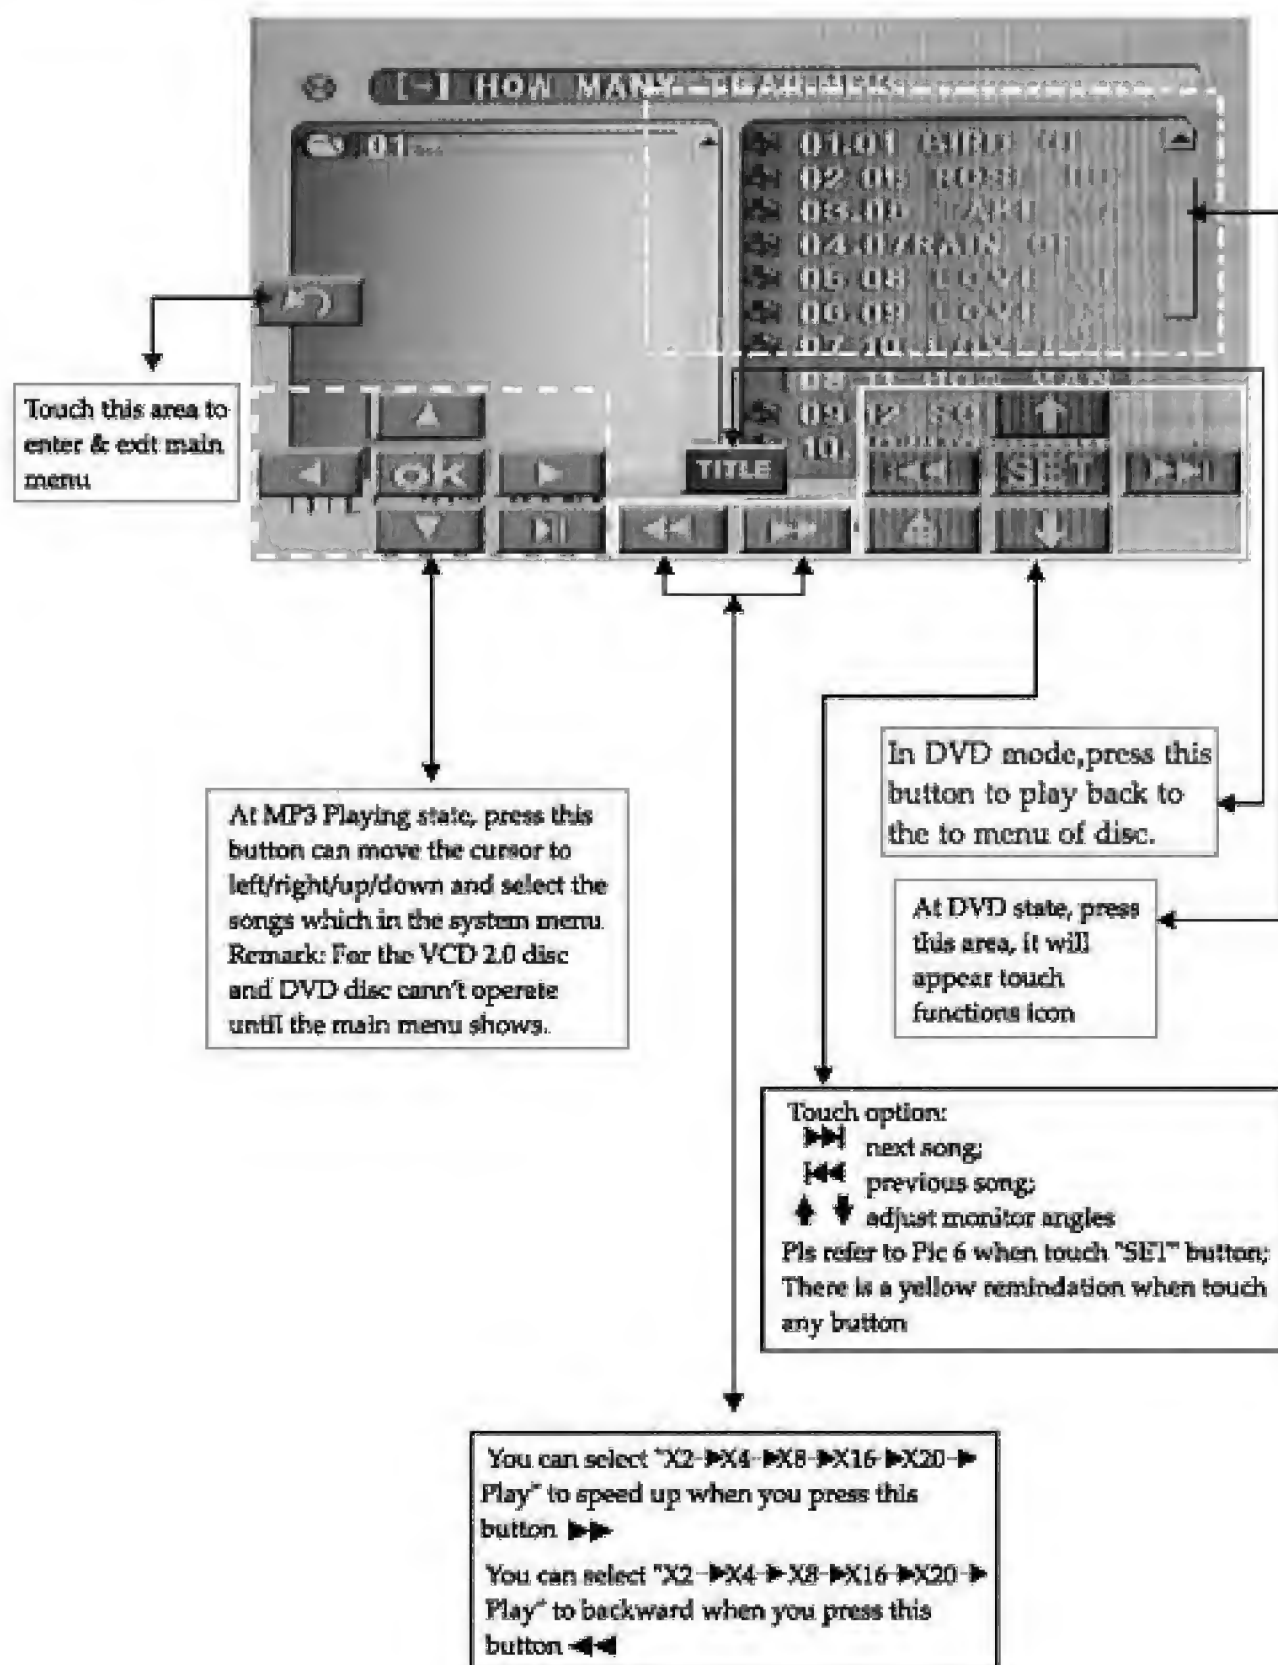 [-] HOW MANY
01
01.01
02.06
03.05
04.07RAIN
05.08 LOVE
06.09 LOVE
07.10
09.12 SO
10.
OK
TITLE
SET
Touch this area to
enter & exit main
menu
In DVD mode,press this
button to play back to
the to menu of disc.
At MP3 Playing state, press this
button can move the cursor to
left/right/up/down and select the
songs which in the system menu.
Remark: For the VCD 2.0 disc
and DVD disc cann't operate
until the main menu shows.
At DVD state, press
this area, it will
appear touch
functions icon
Touch option:
next song;
previous song;
adjust monitor angles
Pls refer to Pic 6 when touch "SET" button;
There is a yellow remindation when touch
any button
You can select "X2-▶X4-▶X8-▶X16-▶X20-▶
Play" to speed up when you press this
button ▶▶
You can select "X2-▶X4-▶X8-▶X16-▶X20-▶
Play" to backward when you press this
button ◀◀